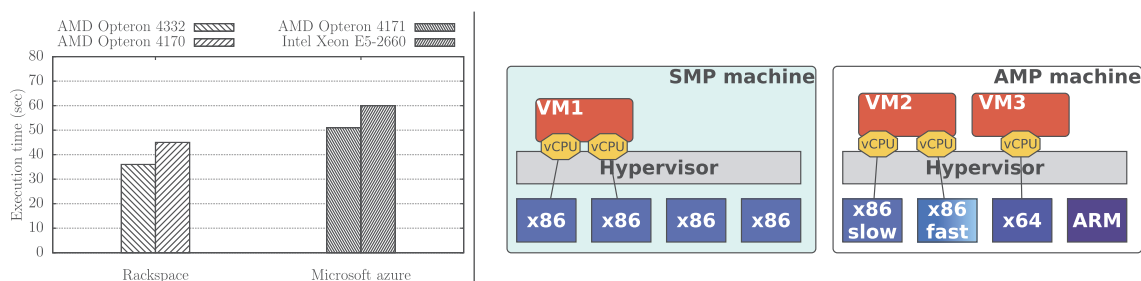 AMD Opteron 4332
AMD Opteron 4170
AMD Opteron 4171
Intel Xeon E5-2660
Execution time (sec)
80
70
60
50
40
30
20
10
0
Rackspace
Microsoft azure
SMP machine
VM1
vCPU vCPU
Hypervisor
x86 x86 x86 x86
AMP machine
VM2 VM3
vCPU vCPU vCPU
Hypervisor
x86 slow
x86 fast
x64
ARM